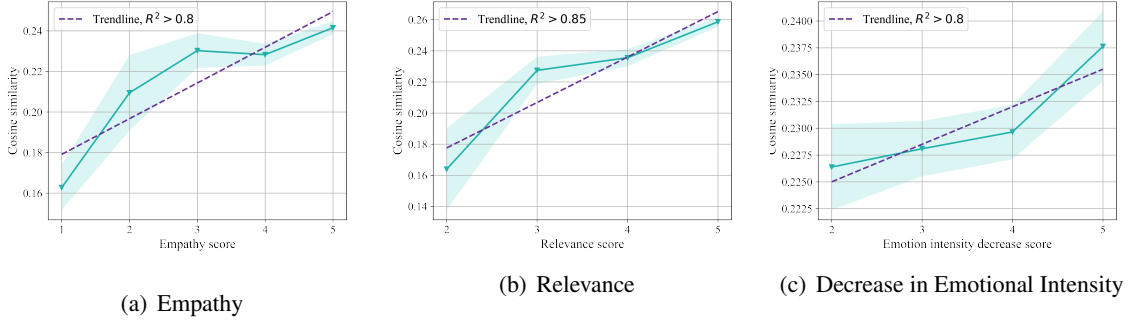 Trendline, R² > 0.8
Cosine similarity
0.24
0.22
0.20
0.18
0.16
1 2 3 4 5
Empathy score
(a) Empathy
Trendline, R² > 0.85
Cosine similarity
0.26
0.24
0.22
0.20
0.18
0.16
0.14
2 3 4 5
Relevance score
(b) Relevance
Trendline, R² > 0.8
Cosine similarity
0.2400
0.2375
0.2350
0.2325
0.2300
0.2275
0.2250
0.2225
2 3 4 5
Emotion intensity decrease score
(c) Decrease in Emotional Intensity